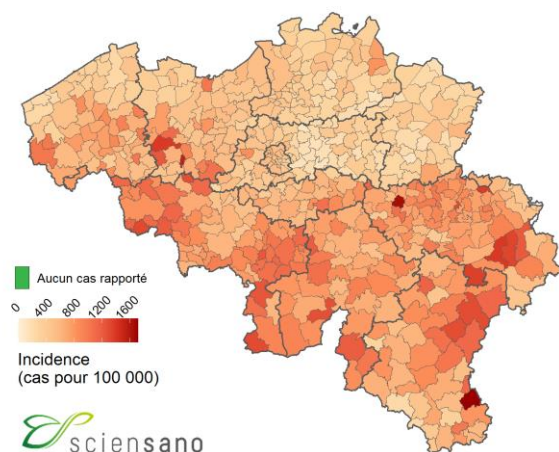 Aucun cas rapporté
0 400 800 1200 1600
Incidence
(cas pour 100 000)
sciensano